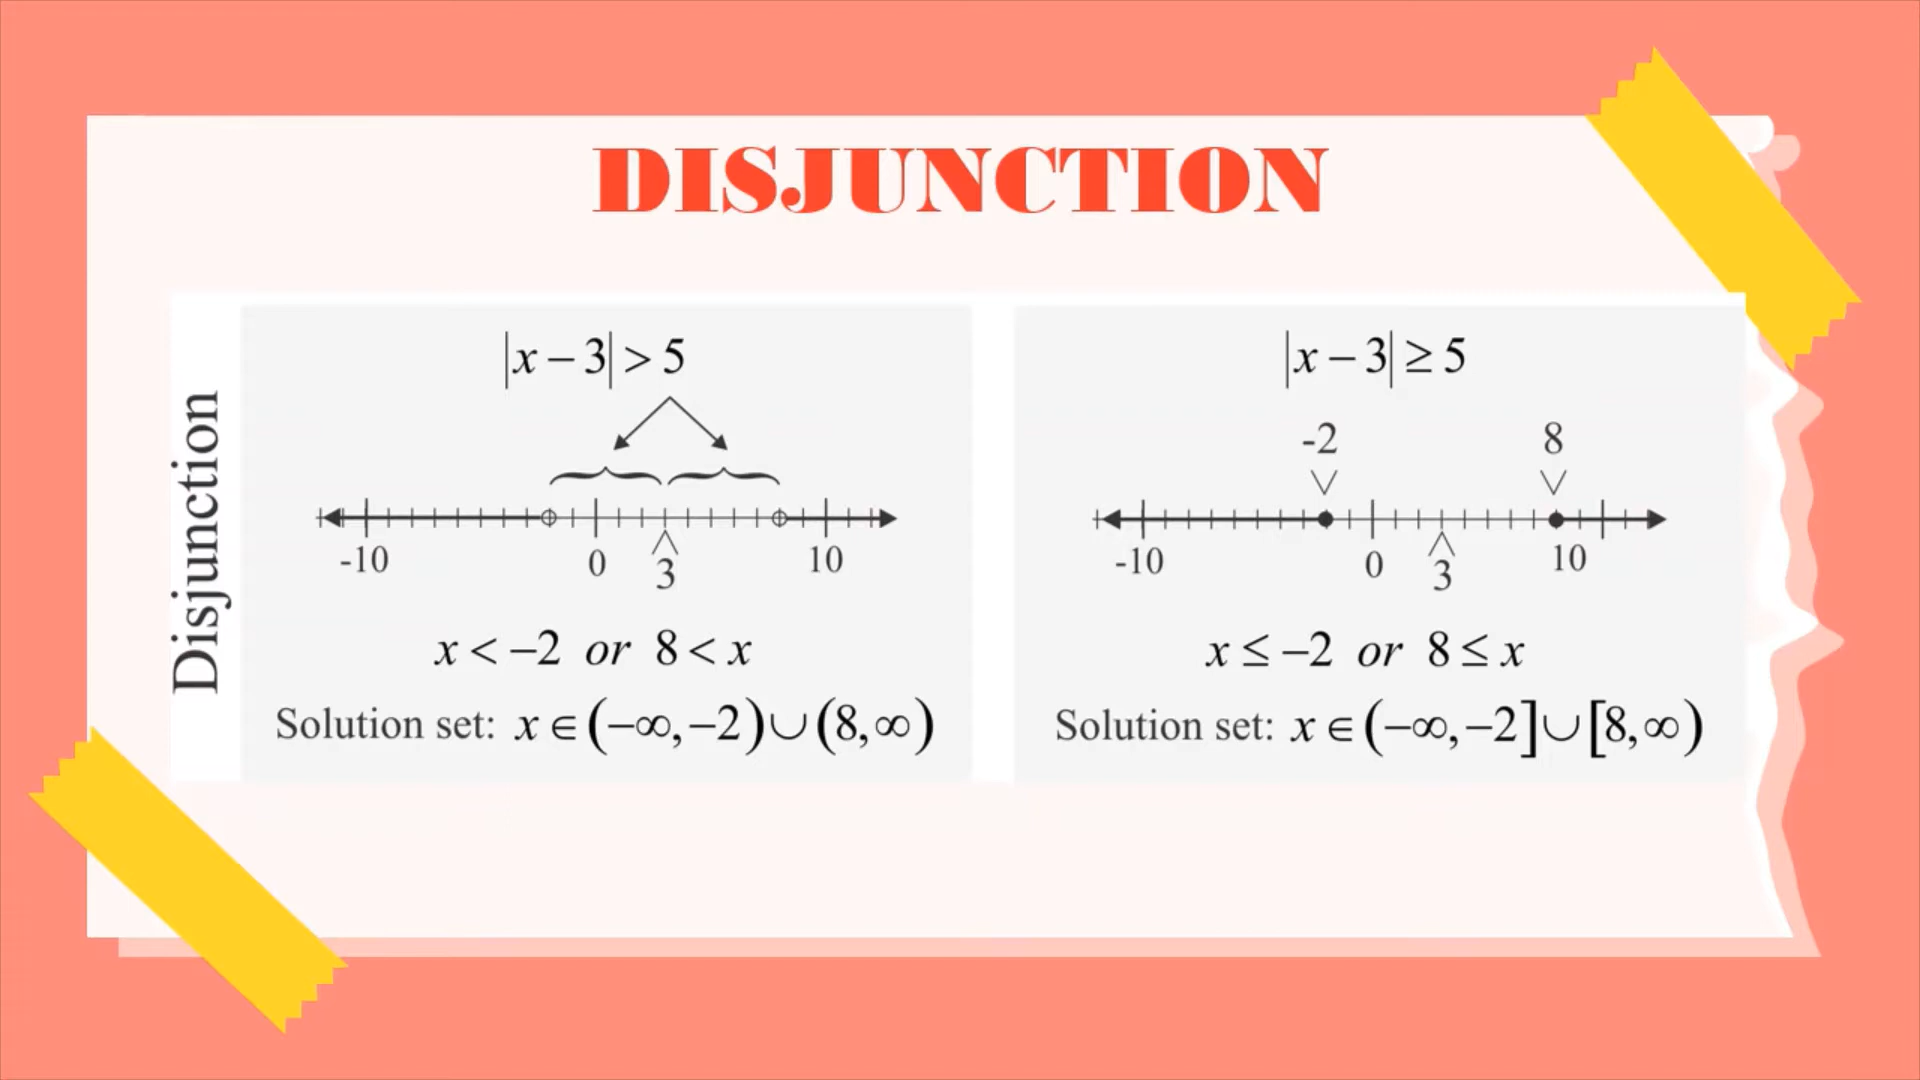 DISJUNCTION
Disjunction
|x − 3| > 5
-10 0 3 10
x < −2 or 8 < x
Solution set: x ∈ (−∞, −2) ∪ (8, ∞)
|x − 3| ≥ 5
-2 8
-10 0 3 10
x ≤ −2 or 8 ≤ x
Solution set: x ∈ (−∞, −2] ∪ [8, ∞)